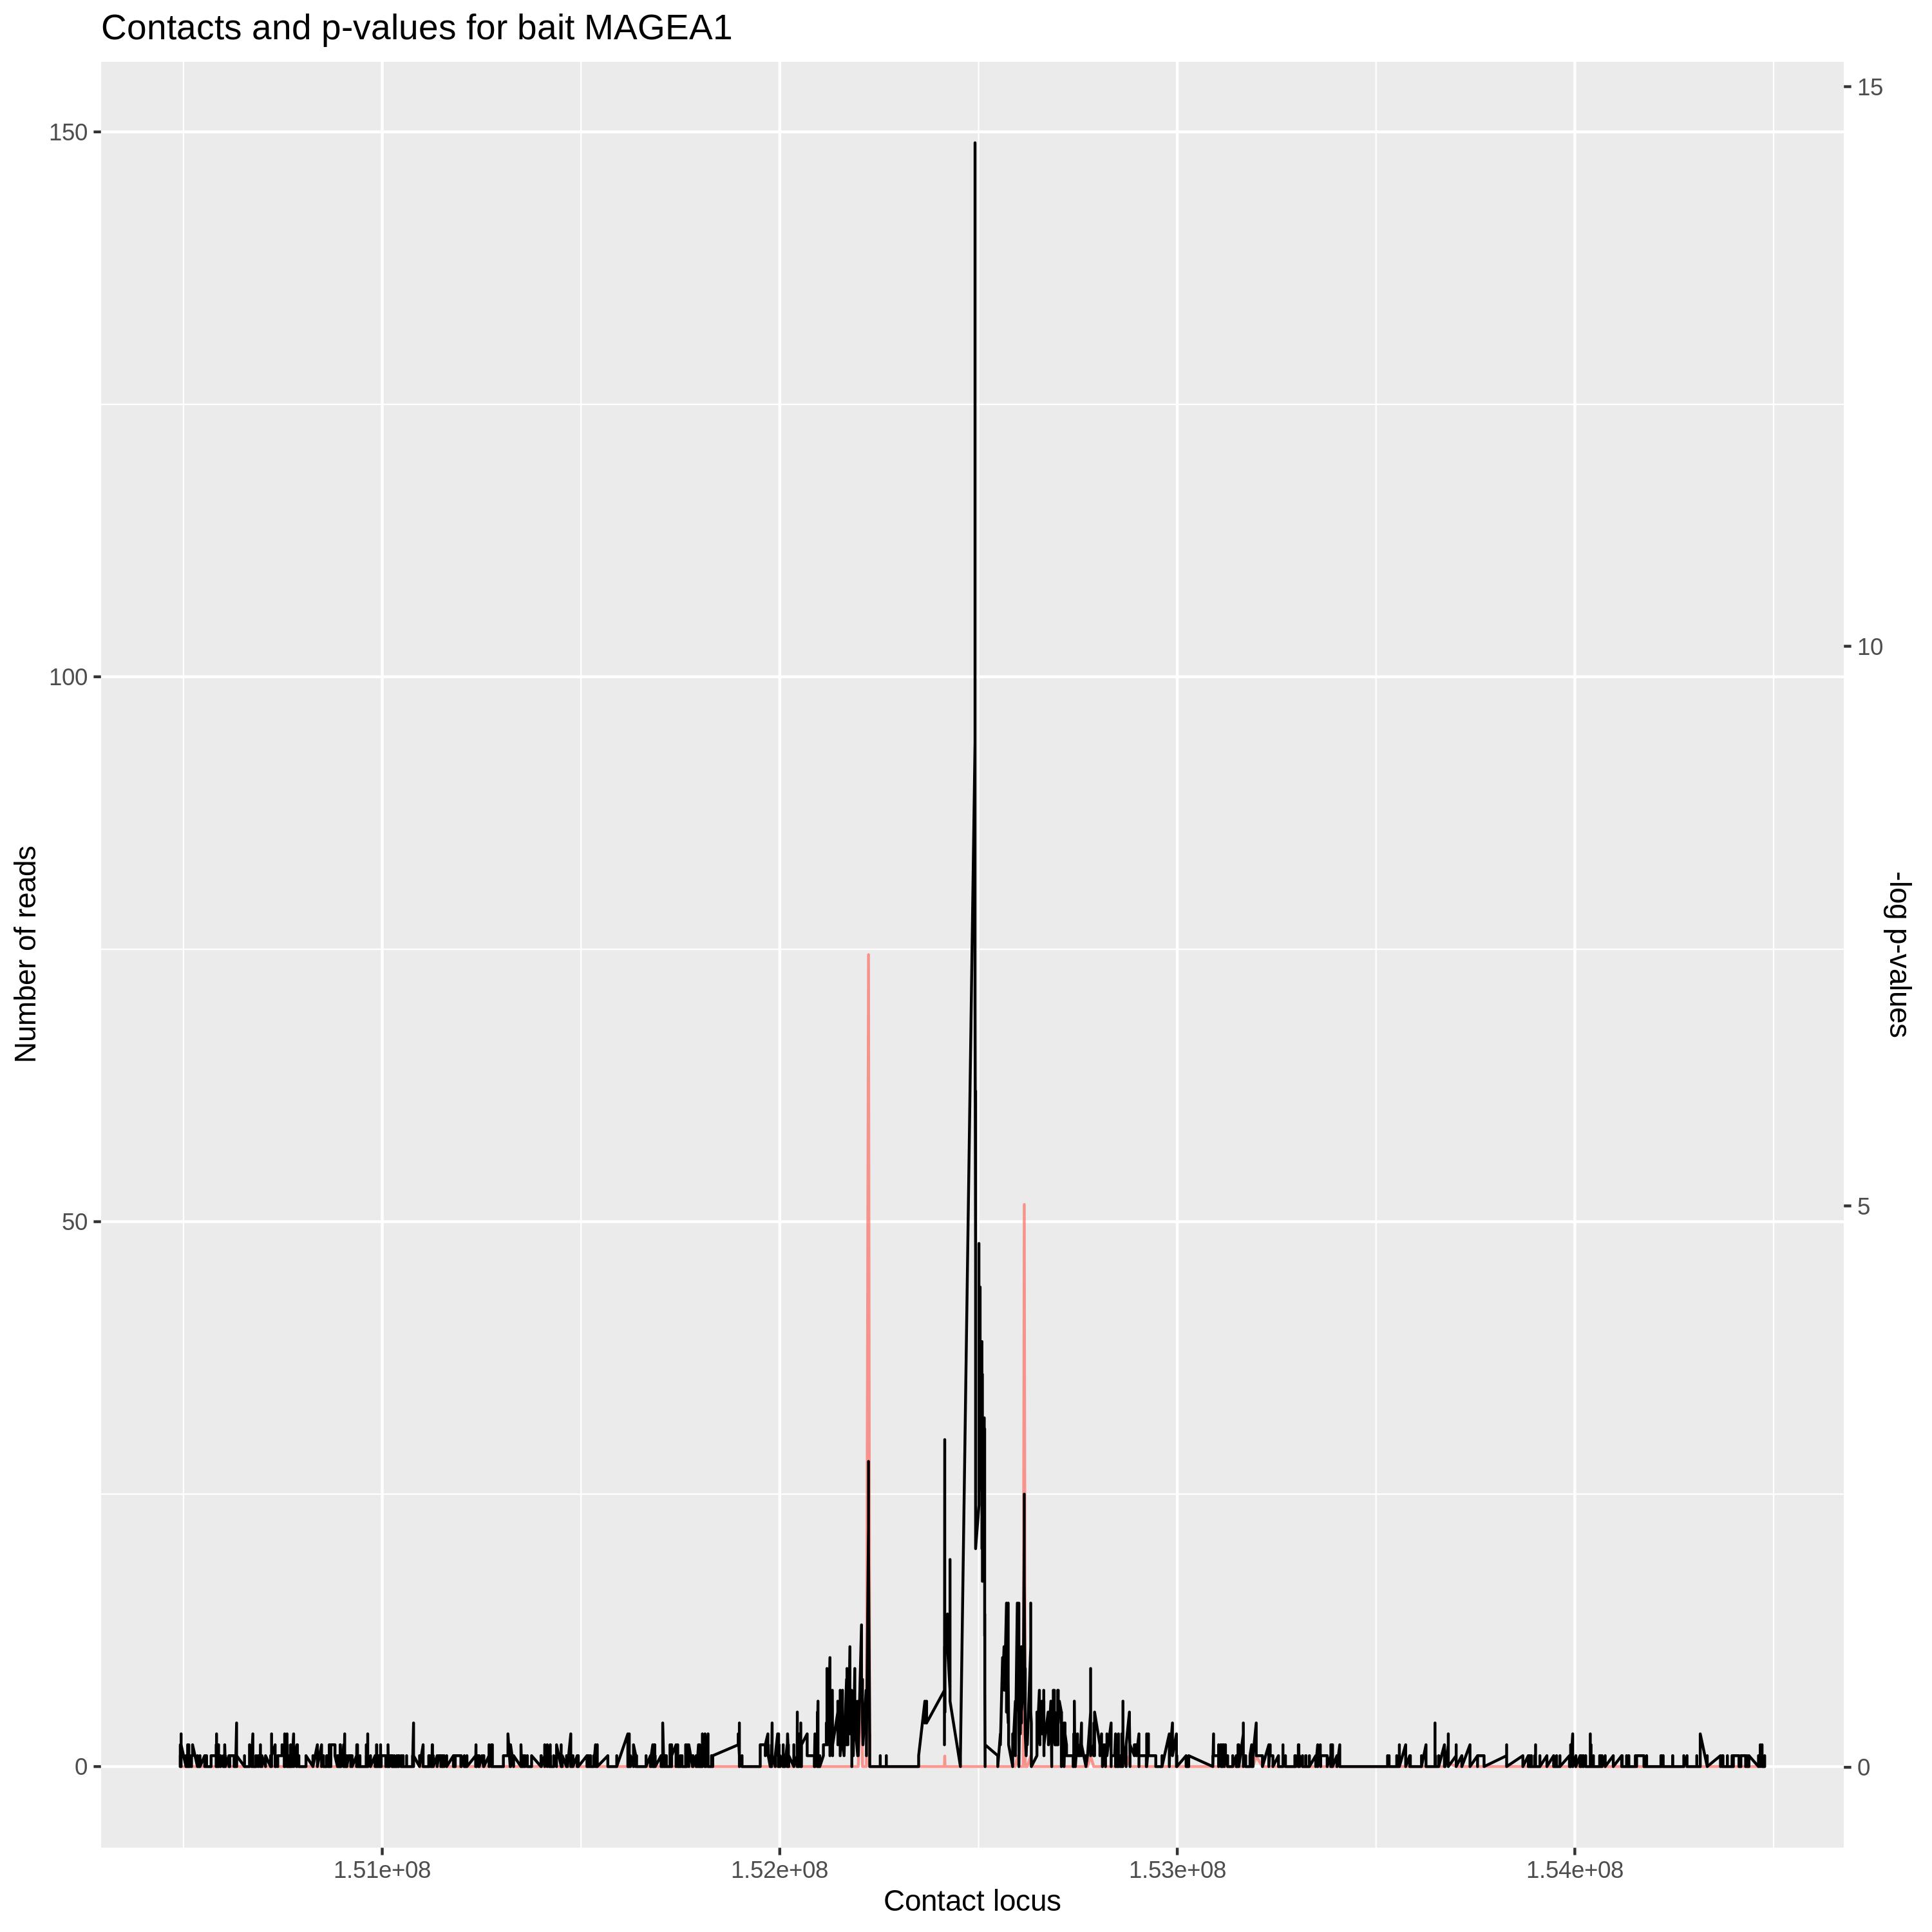 Contacts and p-values for bait MAGEA1
150
100
50
0
15
10
5
0
Number of reads
-log p-values
1.51e+08
1.52e+08
1.53e+08
1.54e+08
Contact locus